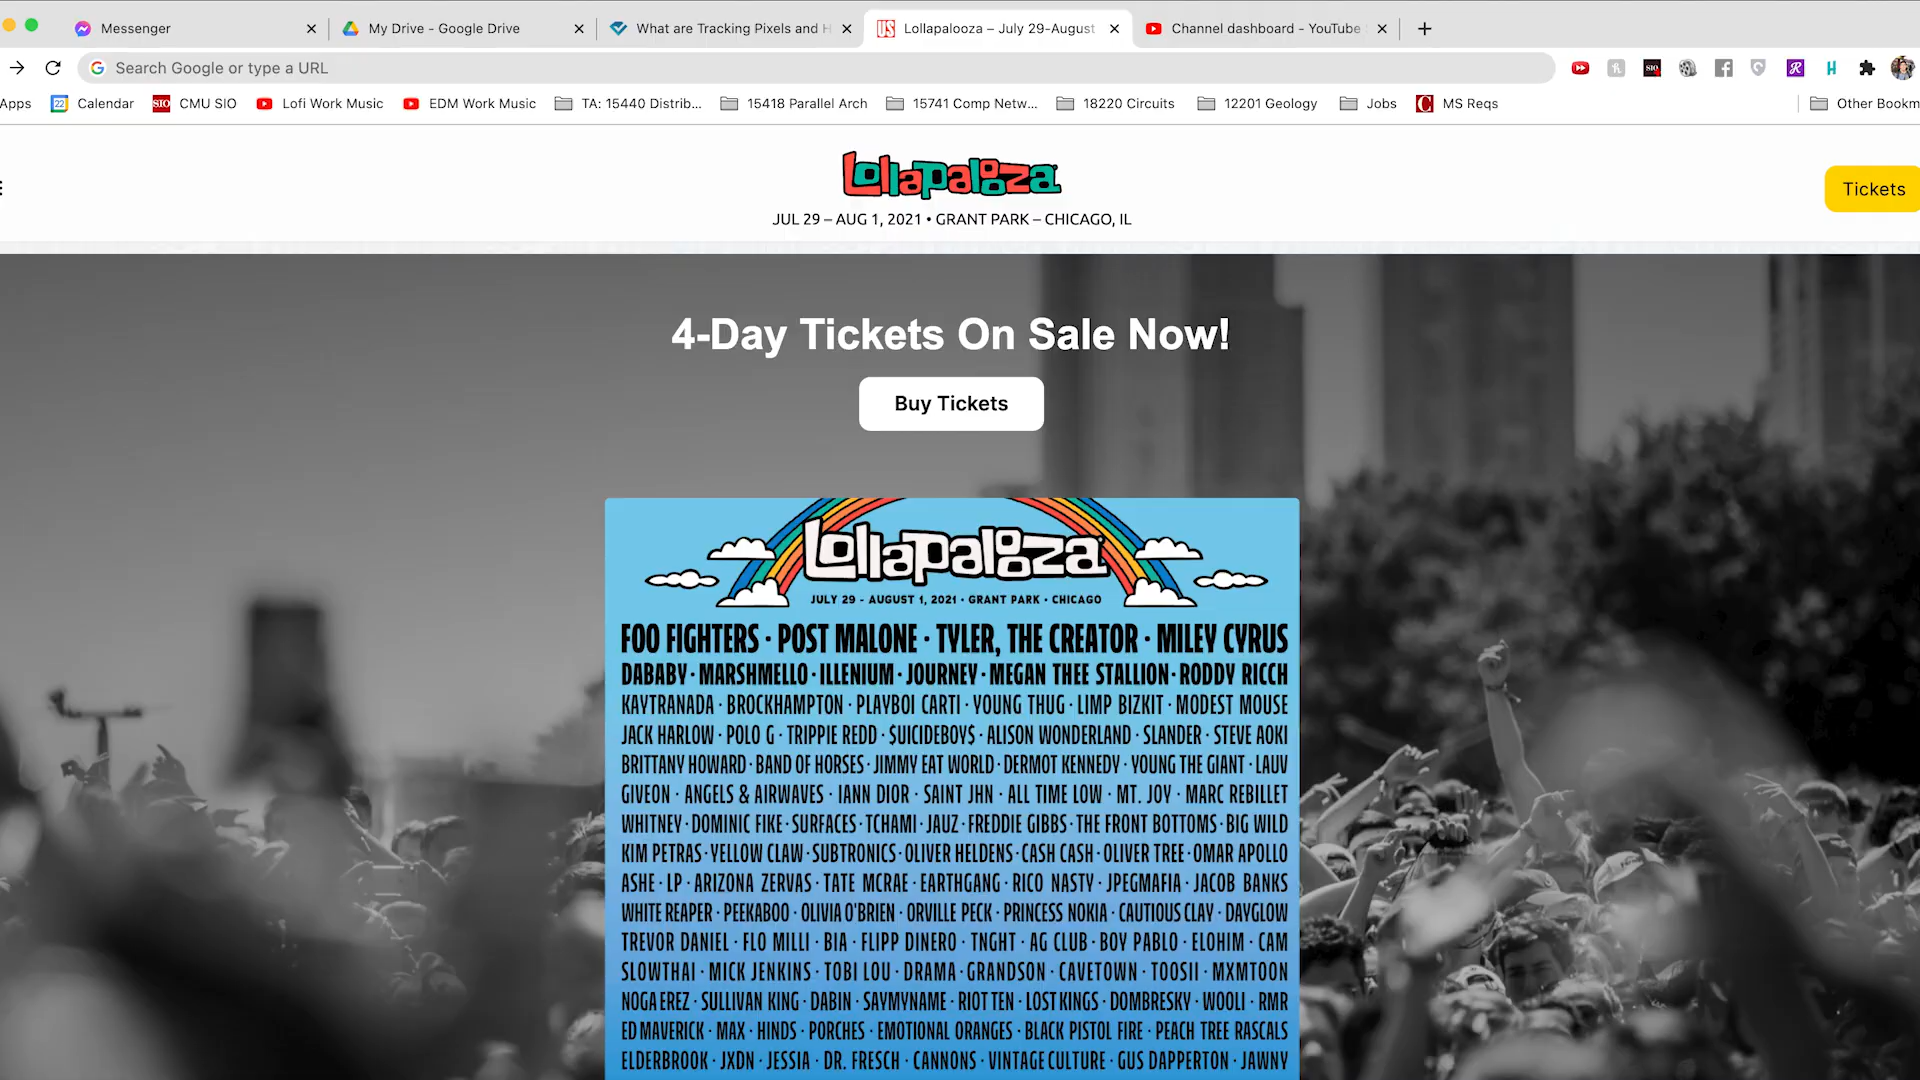 Messenger
My Drive - Google Drive
What are Tracking Pixels and H
Lollapalooza – July 29-August
Channel dashboard - YouTube
Search Google or type a URL
Apps
22 Calendar
SIO CMU SIO
Lofi Work Music
EDM Work Music
TA: 15440 Distrib...
15418 Parallel Arch
15741 Comp Netw...
18220 Circuits
12201 Geology
Jobs
MS Reqs
Other Bookm
Lollapalooza
JUL 29 – AUG 1, 2021 • GRANT PARK – CHICAGO, IL
Tickets
4-Day Tickets On Sale Now!
Buy Tickets
Lollapalooza
JULY 29 - AUGUST 1, 2021 · GRANT PARK · CHICAGO
FOO FIGHTERS · POST MALONE · TYLER, THE CREATOR · MILEY CYRUS
DABABY · MARSHMELLO · ILLENIUM · JOURNEY · MEGAN THEE STALLION · RODDY RICCH
KAYTRANADA · BROCKHAMPTON · PLAYBOI CARTI · YOUNG THUG · LIMP BIZKIT · MODEST MOUSE
JACK HARLOW · POLO G · TRIPPIE REDD · $UICIDEBOY$ · ALISON WONDERLAND · SLANDER · STEVE AOKI
BRITTANY HOWARD · BAND OF HORSES · JIMMY EAT WORLD · DERMOT KENNEDY · YOUNG THE GIANT · LAUV
GIVEON · ANGELS & AIRWAVES · IANN DIOR · SAINT JHN · ALL TIME LOW · MT. JOY · MARC REBILLET
WHITNEY · DOMINIC FIKE · SURFACES · TCHAMI · JAUZ · FREDDIE GIBBS · THE FRONT BOTTOMS · BIG WILD
KIM PETRAS · YELLOW CLAW · SUBTRONICS · OLIVER HELDENS · CASH CASH · OLIVER TREE · OMAR APOLLO
ASHE · LP · ARIZONA ZERVAS · TATE MCRAE · EARTHGANG · RICO NASTY · JPEGMAFIA · JACOB BANKS
WHITE REAPER · PEEKABOO · OLIVIA O'BRIEN · ORVILLE PECK · PRINCESS NOKIA · CAUTIOUS CLAY · DAYGLOW
TREVOR DANIEL · FLO MILLI · BIA · FLIPP DINERO · TNGHT · AG CLUB · BOY PABLO · ELOHIM · CAM
SLOWTHAI · MICK JENKINS · TOBI LOU · DRAMA · GRANDSON · CAVETOWN · TOOSII · MXMTOON
NOGA EREZ · SULLIVAN KING · DABIN · SAYMYNAME · RIOT TEN · LOST KINGS · DOMBRESKY · WOOLI · RMR
ED MAVERICK · MAX · HINDS · PORCHES · EMOTIONAL ORANGES · BLACK PISTOL FIRE · PEACH TREE RASCALS
ELDERBROOK · JXDN · JESSIA · DR. FRESCH · CANNONS · VINTAGE CULTURE · GUS DAPPERTON · JAWNY